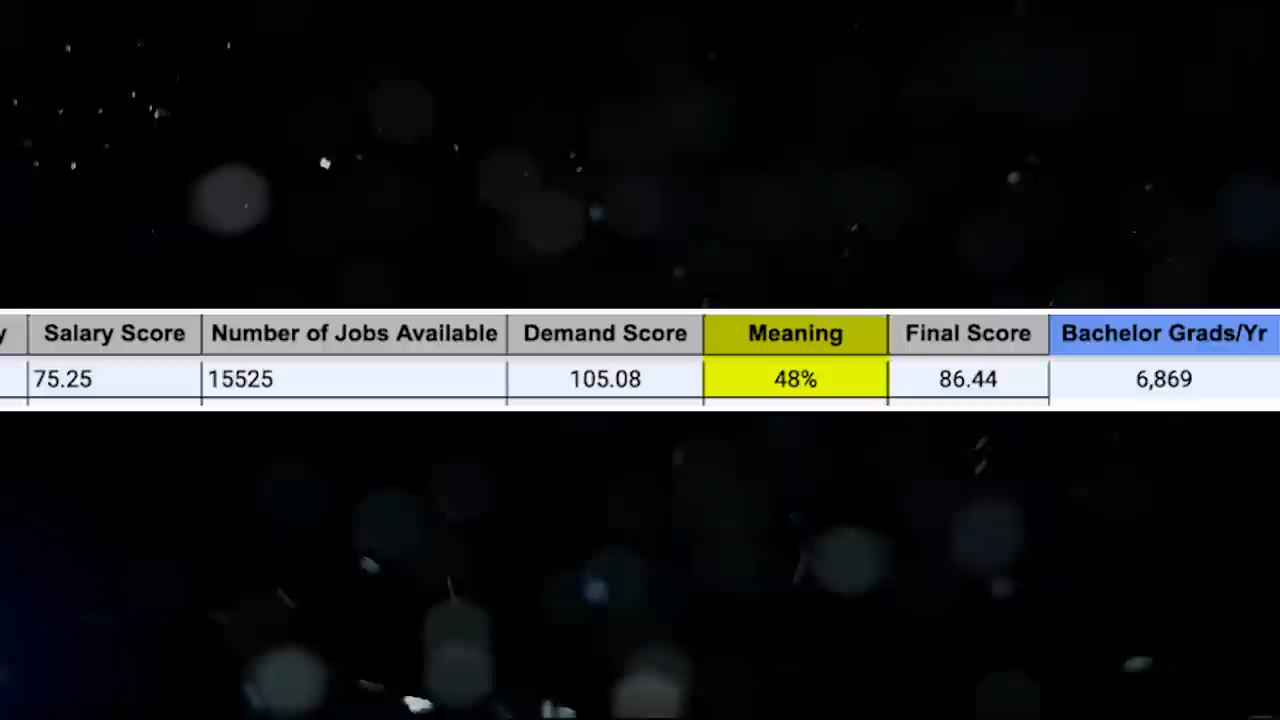 y Salary Score Number of Jobs Available Demand Score Meaning Final Score Bachelor Grads/Yr
75.25 15525 105.08 48% 86.44 6,869